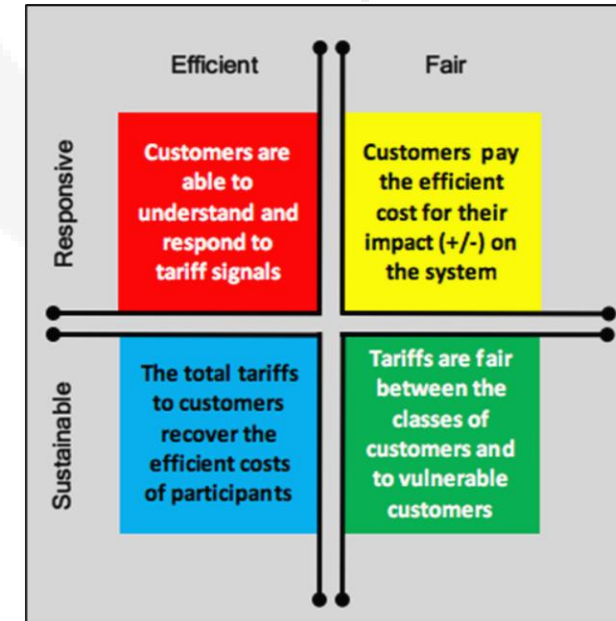 Efficient
Fair
Responsive
Customers are
able to
understand and
respond to
tariff signals
Customers pay
the efficient
cost for their
impact (+/-) on
the system
Sustainable
The total tariffs
to customers
recover the
efficient costs
of participants
Tariffs are fair
between the
classes of
customers and
to vulnerable
customers